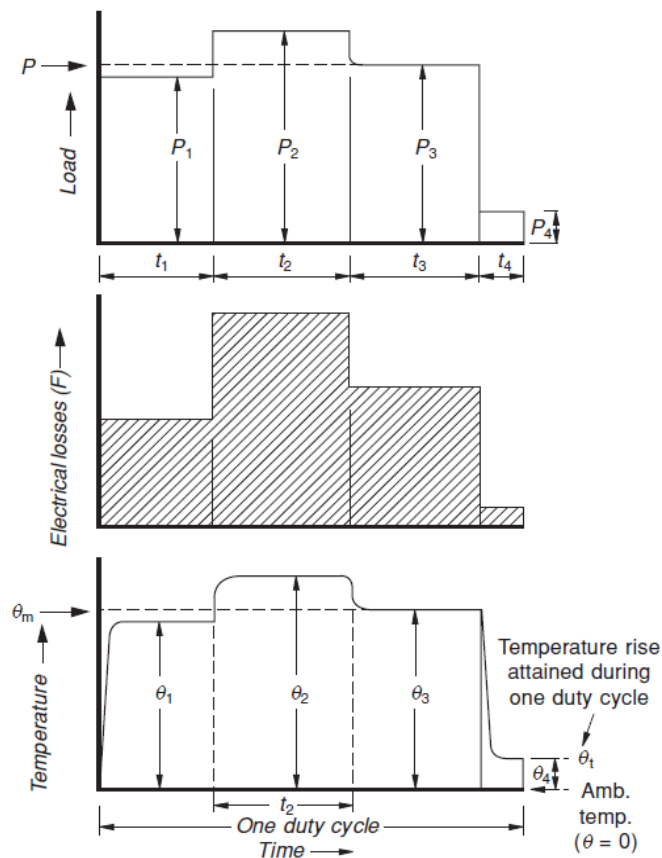 P
Load
P1
P2
P3
P4
t1
t2
t3
t4
Electrical losses (F)
θm
Temperature
θ1
θ2
θ3
θ4
Temperature rise
attained during
one duty cycle
θt
Amb.
temp.
(θ = 0)
t2
One duty cycle
Time